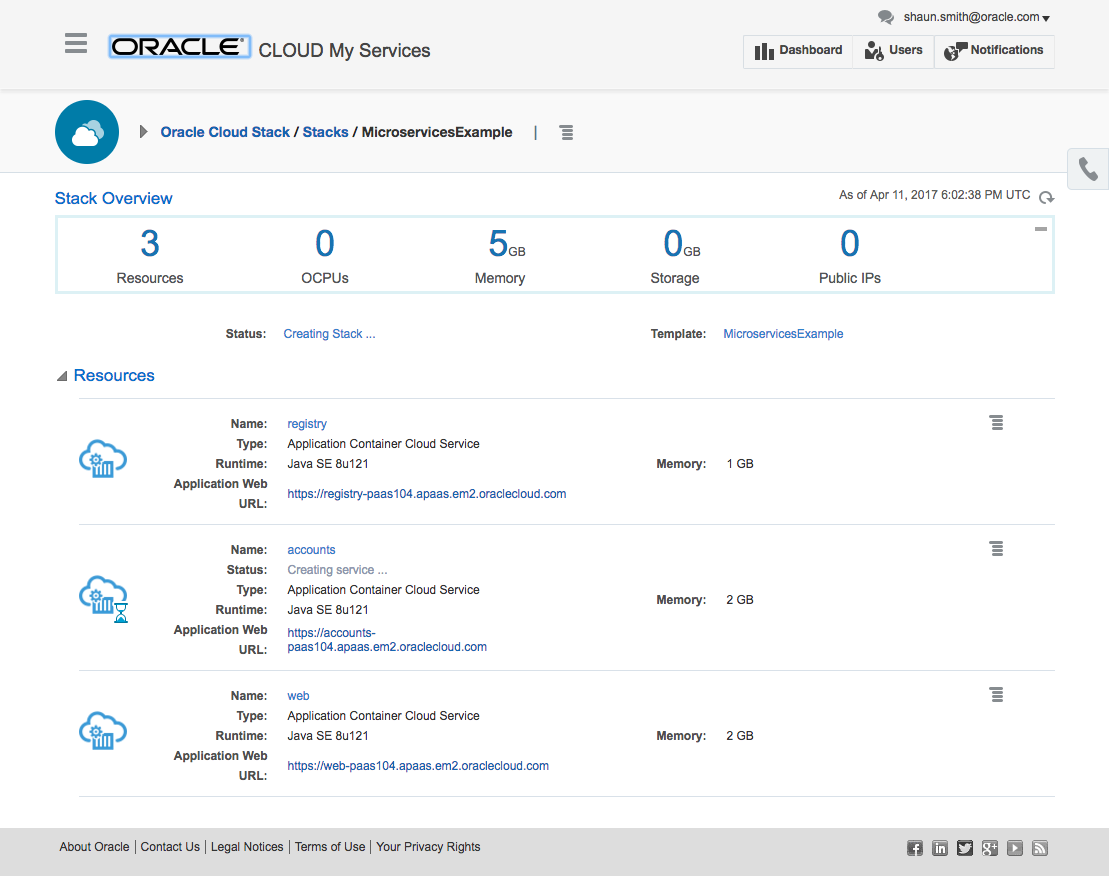 shaun.smith@oracle.com
ORACLE® CLOUD My Services
Dashboard Users Notifications
Oracle Cloud Stack / Stacks / MicroservicesExample |
Stack Overview As of Apr 11, 2017 6:02:38 PM UTC
3 0 5 GB 0 GB 0
Resources OCPUs Memory Storage Public IPs
Status: Creating Stack ... Template: MicroservicesExample
Resources
Name: registry
Type: Application Container Cloud Service
Runtime: Java SE 8u121 Memory: 1 GB
Application Web
URL: https://registry-paas104.apaas.em2.oraclecloud.com
Name: accounts
Status: Creating service ...
Type: Application Container Cloud Service
Runtime: Java SE 8u121 Memory: 2 GB
Application Web https://accounts-
URL: paas104.apaas.em2.oraclecloud.com
Name: web
Type: Application Container Cloud Service
Runtime: Java SE 8u121 Memory: 2 GB
Application Web
URL: https://web-paas104.apaas.em2.oraclecloud.com
About Oracle | Contact Us | Legal Notices | Terms of Use | Your Privacy Rights